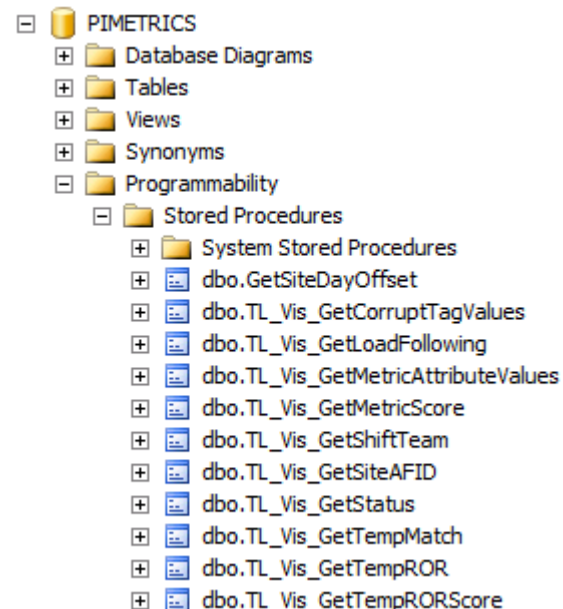 PIMETRICS
Database Diagrams
Tables
Views
Synonyms
Programmability
Stored Procedures
System Stored Procedures
dbo.GetSiteDayOffset
dbo.TL_Vis_GetCorruptTagValues
dbo.TL_Vis_GetLoadFollowing
dbo.TL_Vis_GetMetricAttributeValues
dbo.TL_Vis_GetMetricScore
dbo.TL_Vis_GetShiftTeam
dbo.TL_Vis_GetSiteAFID
dbo.TL_Vis_GetStatus
dbo.TL_Vis_GetTempMatch
dbo.TL_Vis_GetTempROR
dbo.TL_Vis_GetTempRORScore